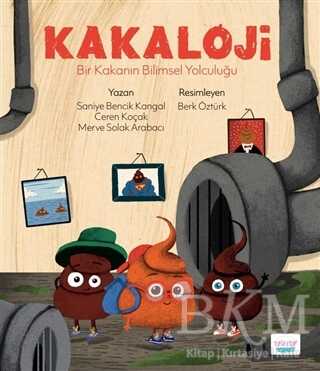 KAKALOJi
Bir Kakanın Bilimsel Yolculuğu
Yazan
Saniye Bencik Kangal
Ceren Koçak
Merve Solak Arabacı
Resimleyen
Berk Öztürk
BKM
Kitap | Kırtasiye |